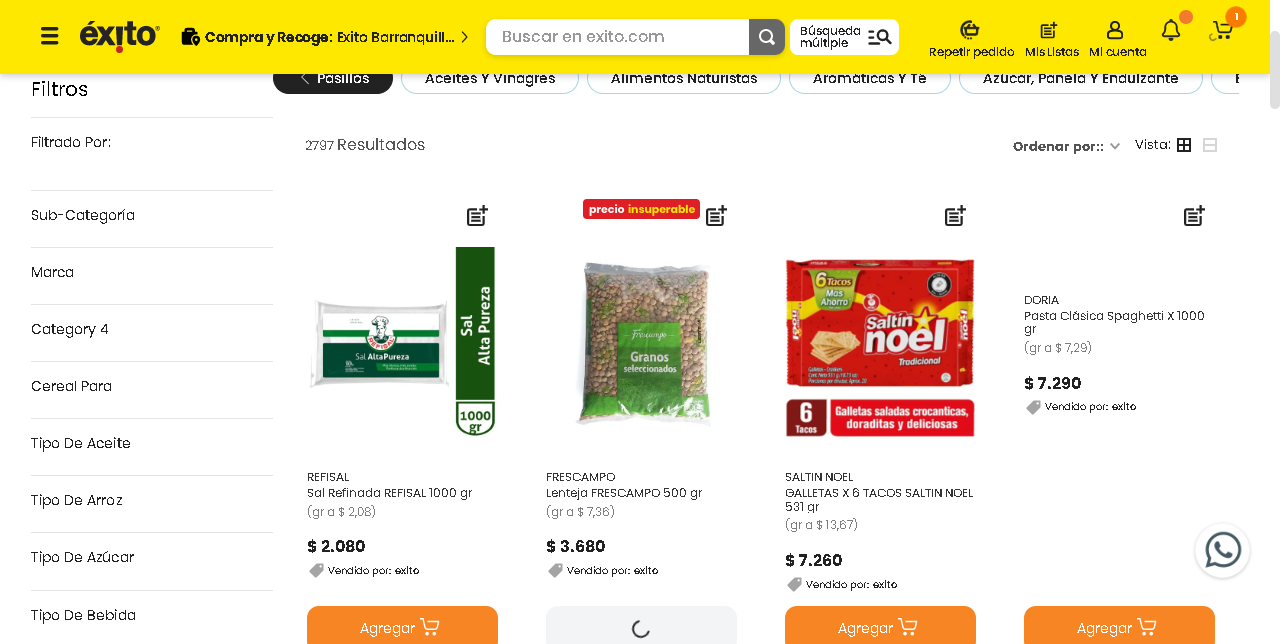 éxito
Compra y Recoge: Exito Barranquill...
Buscar en exito.com
Búsqueda
múltiple
Repetir pedido
Mis Listas
Mi cuenta
1
Pasillos
Aceites Y Vinagres
Alimentos Naturistas
Aromáticas Y Té
Azúcar, Panela Y Endulzante
Filtros
Filtrado Por:
Sub-Categoría
Marca
Category 4
Cereal Para
Tipo De Aceite
Tipo De Arroz
Tipo De Azúcar
Tipo De Bebida
2797 Resultados
Ordenar por::
Vista:
REFISAL
Sal AltaPureza
Sal
Alta Pureza
1000
gr
REFISAL
Sal Refinada REFISAL 1000 gr
(gr a $ 2,08)
$ 2.080
Vendido por: exito
Agregar
precio insuperable
Frescampo
Granos
seleccionados
FRESCAMPO
Lenteja FRESCAMPO 500 gr
(gr a $ 7,36)
$ 3.680
Vendido por: exito
6 Tacos
Mas
Ahorro
Saltin
noel
Tradicional
6
Tacos
Galletas saladas crocanticas,
doraditas y deliciosas
SALTIN NOEL
GALLETAS X 6 TACOS SALTIN NOEL
531 gr
(gr a $ 13,67)
$ 7.260
Vendido por: exito
Agregar
DORIA
Pasta Clásica Spaghetti X 1000
gr
(gr a $ 7,29)
$ 7.290
Vendido por: exito
Agregar